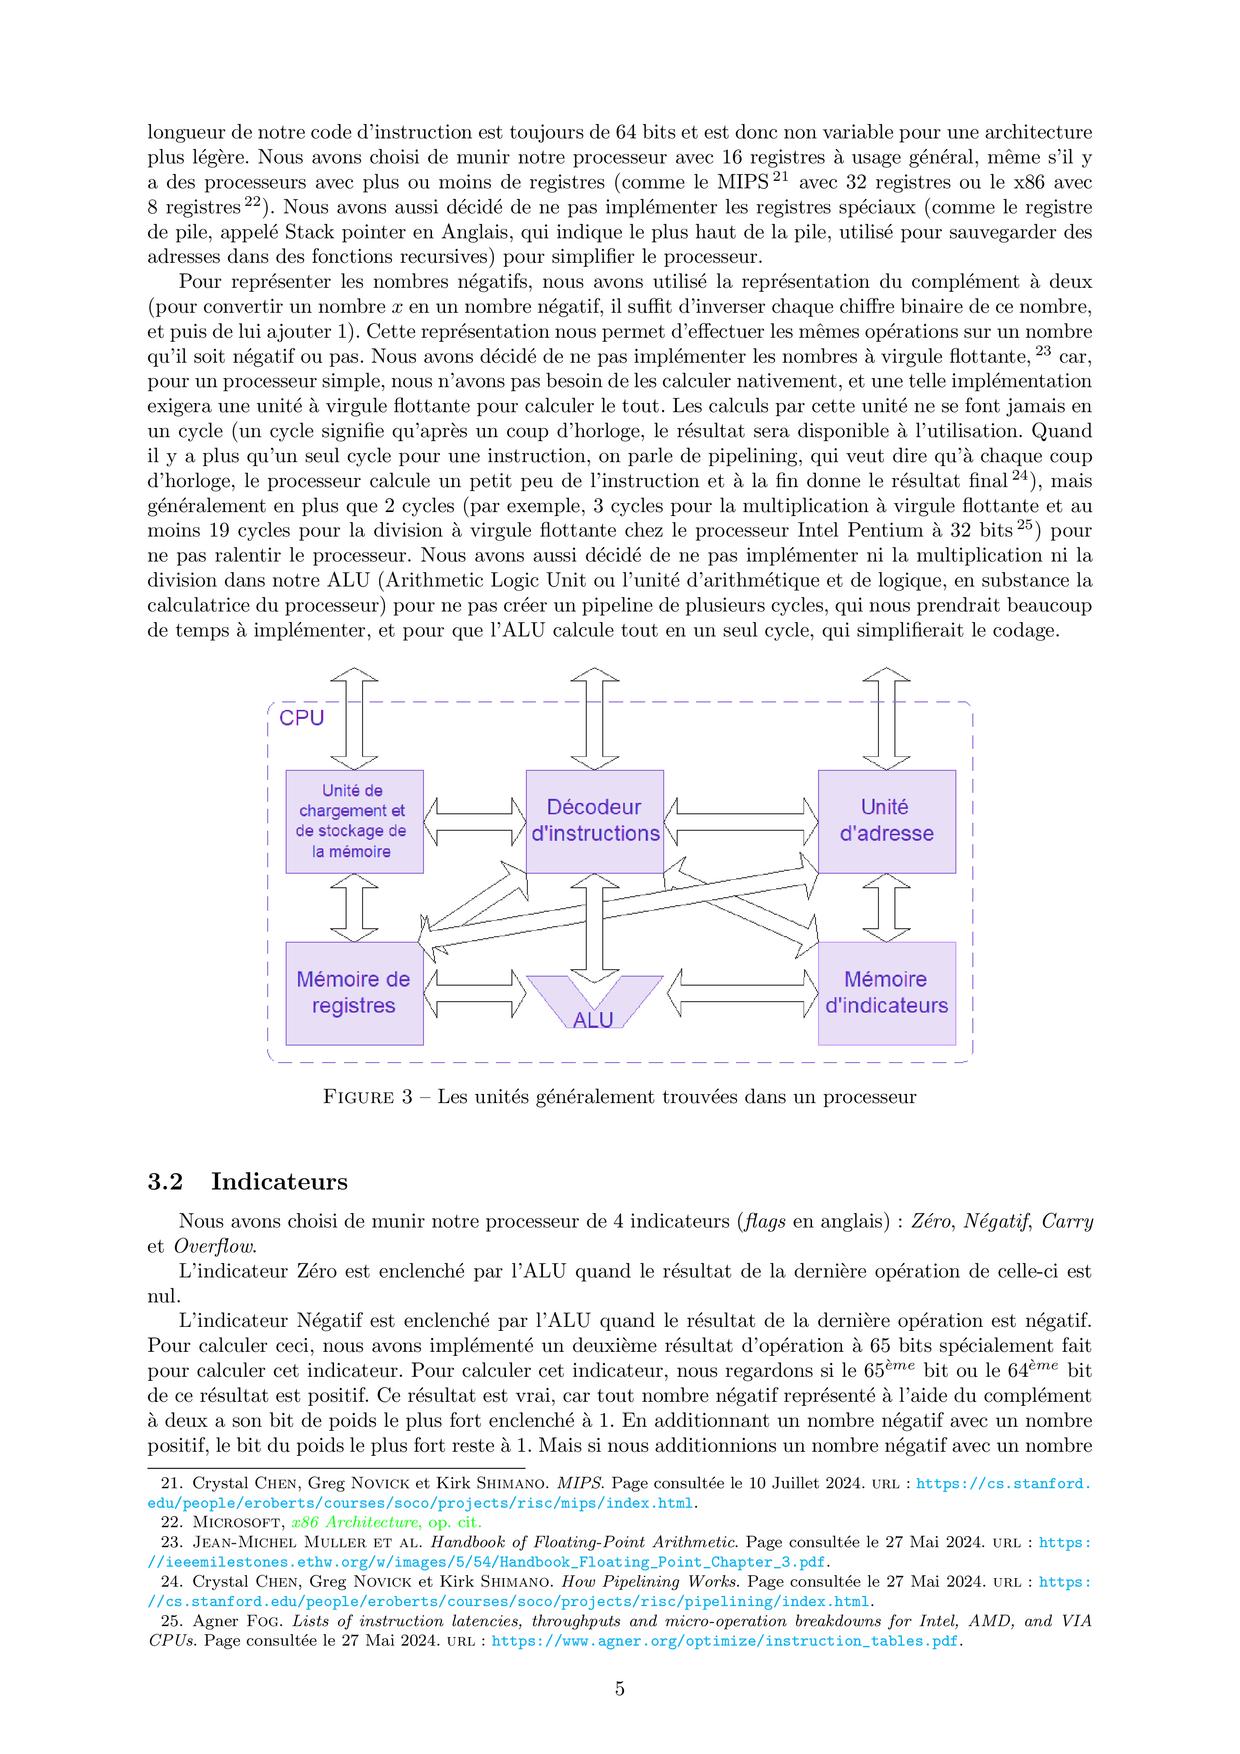 longueur de notre code d'instruction est toujours de 64 bits et est donc non variable pour une architecture
plus légère. Nous avons choisi de munir notre processeur avec 16 registres à usage général, même s'il y
a des processeurs avec plus ou moins de registres (comme le MIPS 21 avec 32 registres ou le x86 avec
8 registres 22). Nous avons aussi décidé de ne pas implémenter les registres spéciaux (comme le registre
de pile, appelé Stack pointer en Anglais, qui indique le plus haut de la pile, utilisé pour sauvegarder des
adresses dans des fonctions recursives) pour simplifier le processeur.
Pour représenter les nombres négatifs, nous avons utilisé la représentation du complément à deux
(pour convertir un nombre x en un nombre négatif, il suffit d'inverser chaque chiffre binaire de ce nombre,
et puis de lui ajouter 1). Cette représentation nous permet d'effectuer les mêmes opérations sur un nombre
qu'il soit négatif ou pas. Nous avons décidé de ne pas implémenter les nombres à virgule flottante, 23 car,
pour un processeur simple, nous n'avons pas besoin de les calculer nativement, et une telle implémentation
exigera une unité à virgule flottante pour calculer le tout. Les calculs par cette unité ne se font jamais en
un cycle (un cycle signifie qu'après un coup d'horloge, le résultat sera disponible à l'utilisation. Quand
il y a plus qu'un seul cycle pour une instruction, on parle de pipelining, qui veut dire qu'à chaque coup
d'horloge, le processeur calcule un petit peu de l'instruction et à la fin donne le résultat final 24), mais
généralement en plus que 2 cycles (par exemple, 3 cycles pour la multiplication à virgule flottante et au
moins 19 cycles pour la division à virgule flottante chez le processeur Intel Pentium à 32 bits 25) pour
ne pas ralentir le processeur. Nous avons aussi décidé de ne pas implémenter ni la multiplication ni la
division dans notre ALU (Arithmetic Logic Unit ou l'unité d'arithmétique et de logique, en substance la
calculatrice du processeur) pour ne pas créer un pipeline de plusieurs cycles, qui nous prendrait beaucoup
de temps à implémenter, et pour que l'ALU calcule tout en un seul cycle, qui simplifierait le codage.
CPU
Unité de
chargement et
de stockage de
la mémoire
Décodeur
d'instructions
Unité
d'adresse
Mémoire de
registres
ALU
Mémoire
d'indicateurs
FIGURE 3 – Les unités généralement trouvées dans un processeur
3.2 Indicateurs
Nous avons choisi de munir notre processeur de 4 indicateurs (flags en anglais) : Zéro, Négatif, Carry
et Overflow.
L'indicateur Zéro est enclenché par l'ALU quand le résultat de la dernière opération de celle-ci est
nul.
L'indicateur Négatif est enclenché par l'ALU quand le résultat de la dernière opération est négatif.
Pour calculer ceci, nous avons implémenté un deuxième résultat d'opération à 65 bits spécialement fait
pour calculer cet indicateur. Pour calculer cet indicateur, nous regardons si le 65ème bit ou le 64ème bit
de ce résultat est positif. Ce résultat est vrai, car tout nombre négatif représenté à l'aide du complément
à deux a son bit de poids le plus fort enclenché à 1. En additionnant un nombre négatif avec un nombre
positif, le bit du poids le plus fort reste à 1. Mais si nous additionnions un nombre négatif avec un nombre
21. Crystal CHEN, Greg NOVICK et Kirk SHIMANO. MIPS. Page consultée le 10 Juillet 2024. URL : https://cs.stanford.
edu/people/eroberts/courses/soco/projects/risc/mips/index.html.
22. MICROSOFT, x86 Architecture, op. cit.
23. JEAN-MICHEL MULLER ET AL. Handbook of Floating-Point Arithmetic. Page consultée le 27 Mai 2024. URL : https:
//ieeemilestones.ethw.org/w/images/5/54/Handbook_Floating_Point_Chapter_3.pdf.
24. Crystal CHEN, Greg NOVICK et Kirk SHIMANO. How Pipelining Works. Page consultée le 27 Mai 2024. URL : https:
//cs.stanford.edu/people/eroberts/courses/soco/projects/risc/pipelining/index.html.
25. Agner FOG. Lists of instruction latencies, throughputs and micro-operation breakdowns for Intel, AMD, and VIA
CPUs. Page consultée le 27 Mai 2024. URL : https://www.agner.org/optimize/instruction_tables.pdf.
5